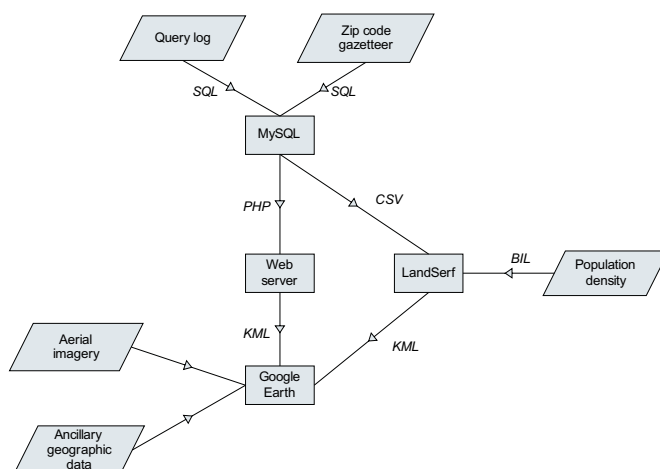 Query log
Zip code
gazetteer
SQL
SQL
MySQL
PHP
CSV
Web
server
LandSerf
BIL
Population
density
KML
KML
Aerial
imagery
Google
Earth
Ancillary
geographic
data